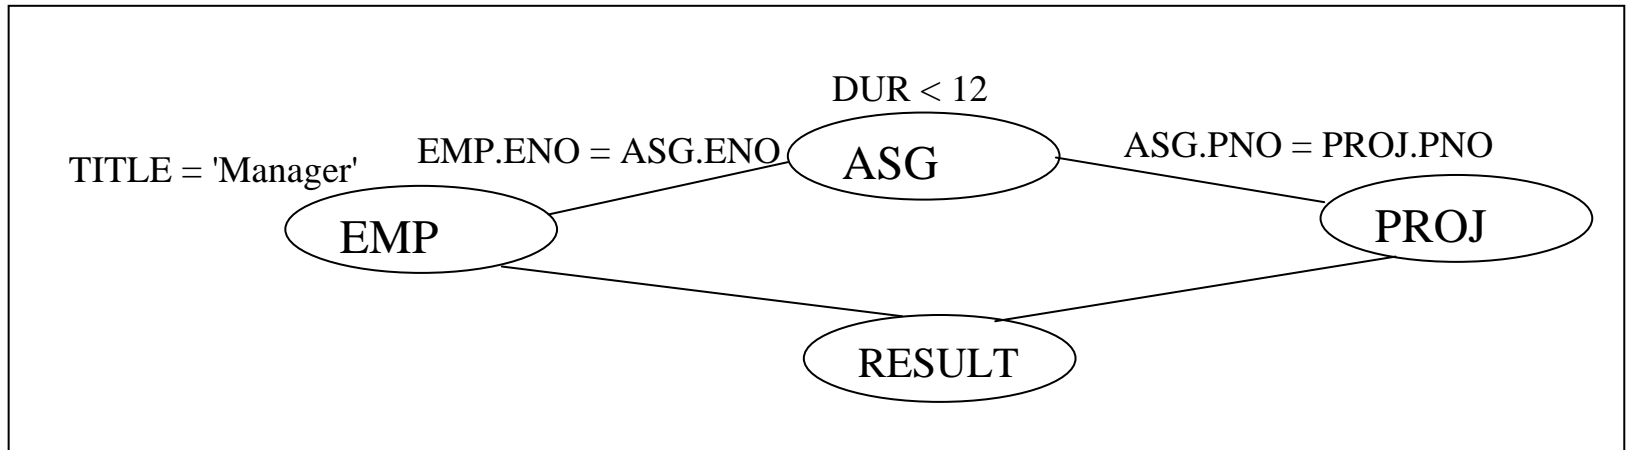 DUR < 12
TITLE = 'Manager'
EMP.ENO = ASG.ENO
ASG
ASG.PNO = PROJ.PNO
EMP
PROJ
RESULT